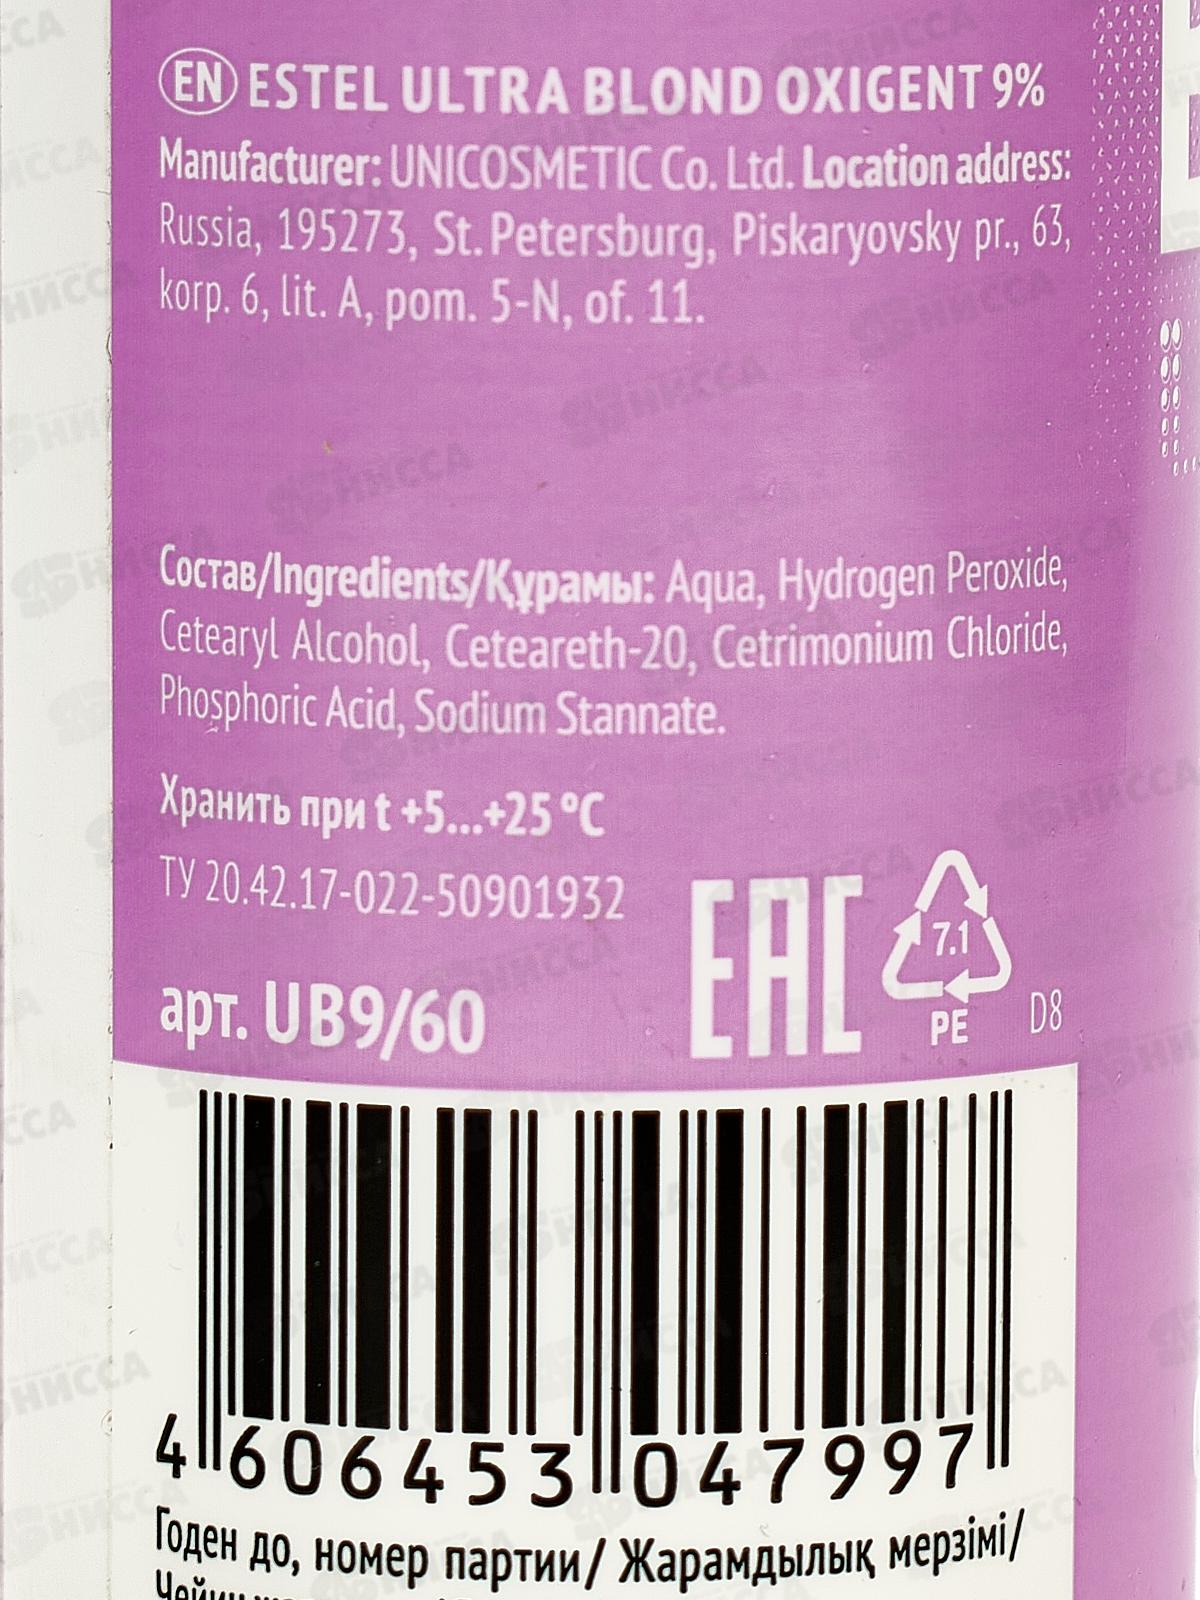 EN ESTEL ULTRA BLOND OXIGENT 9%
Manufacturer: UNICOSMETIC Co. Ltd. Location address:
Russia, 195273, St. Petersburg, Piskaryovsky pr., 63,
korp. 6, lit. A, pom. 5-N, of. 11.
Состав/Ingredients/Құрамы: Aqua, Hydrogen Peroxide,
Cetearyl Alcohol, Ceteareth-20, Cetrimonium Chloride,
Phosphoric Acid, Sodium Stannate.
Хранить при t +5...+25 °C
ТУ 20.42.17-022-50901932
арт. UB9/60
EAC
7.1
PE
D8
4 606453 047997
Годен до, номер партии/ Жарамдылық мерзімі/